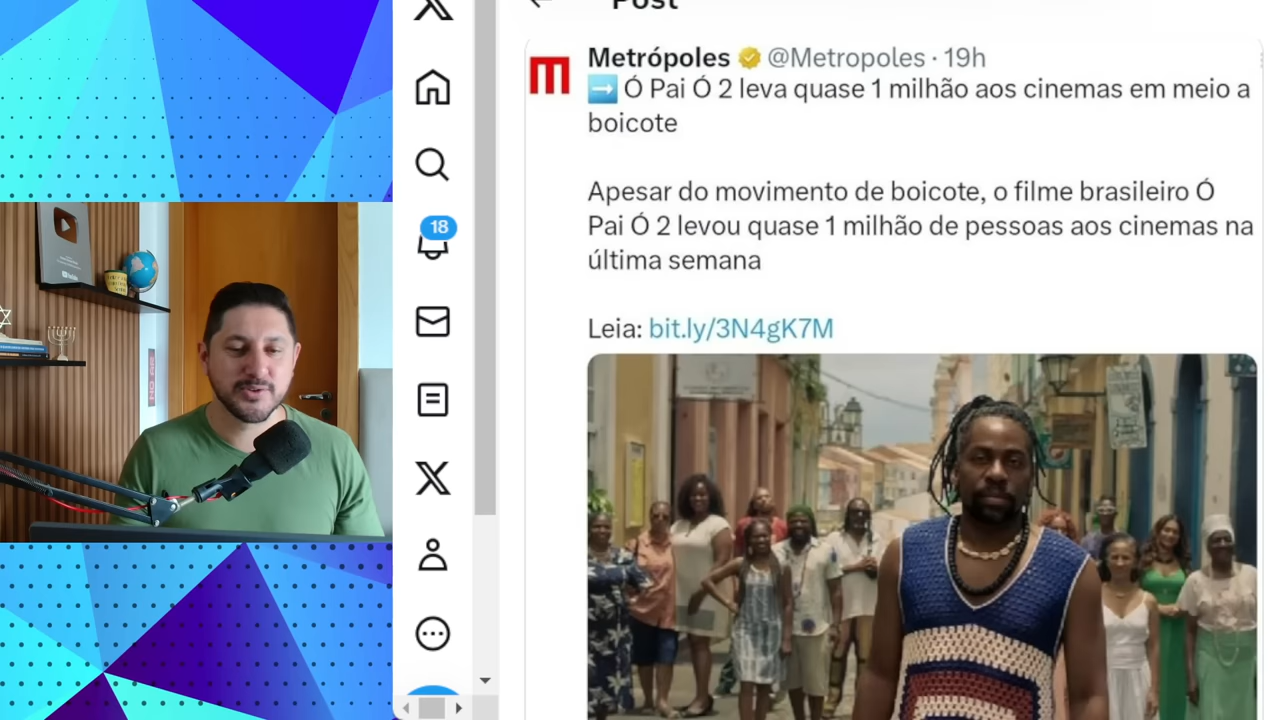 Post
Metrópoles @Metropoles · 19h
➡️ Ó Pai Ó 2 leva quase 1 milhão aos cinemas em meio a
boicote
Apesar do movimento de boicote, o filme brasileiro Ó
Pai Ó 2 levou quase 1 milhão de pessoas aos cinemas na
última semana
Leia: bit.ly/3N4gK7M
18